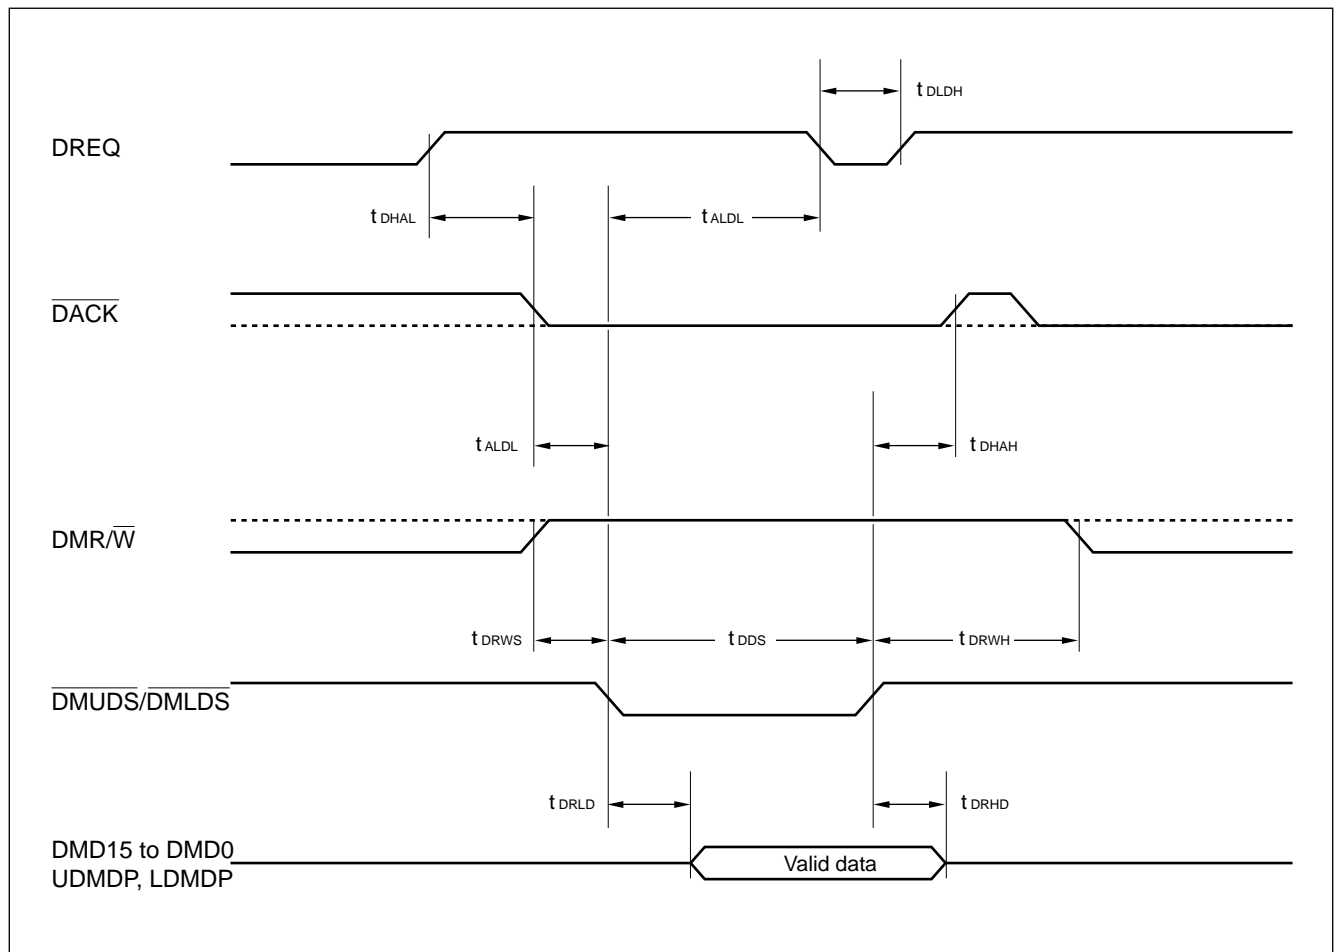 t DLDH
DREQ
t DHAL
t ALDL
DACK
t ALDL
t DHAH
DMR/W
t DRWS
t DDS
t DRWH
DMUDS/DMLDS
t DRLD
t DRHD
DMD15 to DMD0
UDMDP, LDMDP
Valid data